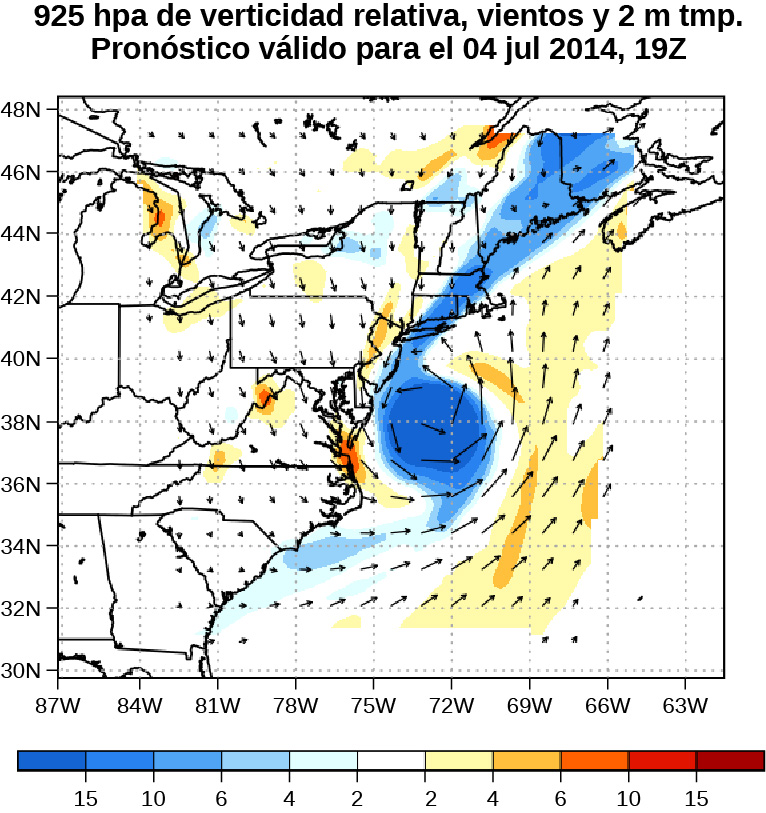 925 hpa de verticidad relativa, vientos y 2 m tmp.
Pronóstico válido para el 04 jul 2014, 19Z
48N
46N
44N
42N
40N
38N
36N
34N
32N
30N
87W 84W 81W 78W 75W 72W 69W 66W 63W
15 10 6 4 2 2 4 6 10 15